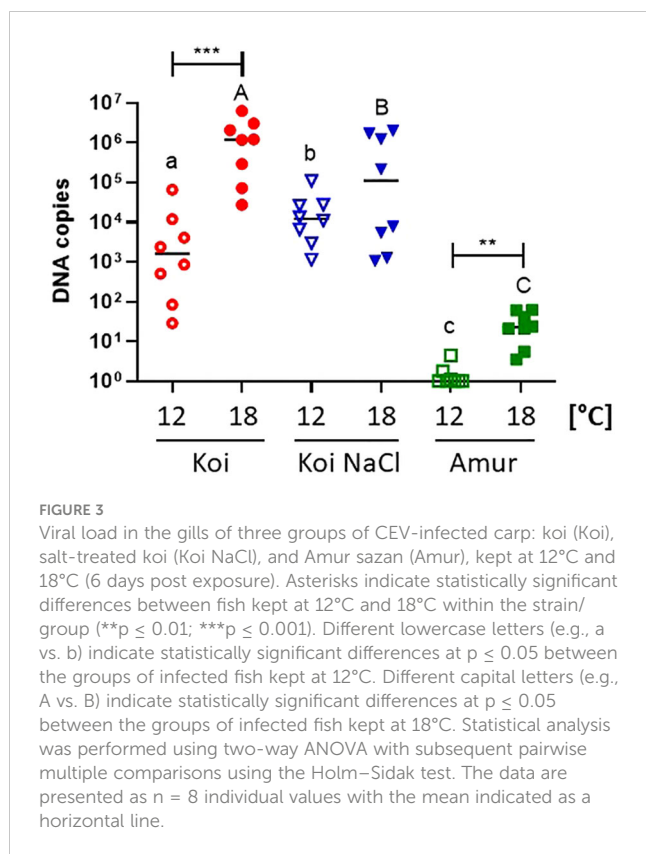 ***
**
A
B
a
b
C
c
DNA copies
10⁷
10⁶
10⁵
10⁴
10³
10²
10¹
10⁰
12 18 12 18 12 18 [°C]
Koi Koi NaCl Amur
FIGURE 3
Viral load in the gills of three groups of CEV-infected carp: koi (Koi),
salt-treated koi (Koi NaCl), and Amur sazan (Amur), kept at 12°C and
18°C (6 days post exposure). Asterisks indicate statistically significant
differences between fish kept at 12°C and 18°C within the strain/
group (**p ≤ 0.01; ***p ≤ 0.001). Different lowercase letters (e.g., a
vs. b) indicate statistically significant differences at p ≤ 0.05 between
the groups of infected fish kept at 12°C. Different capital letters (e.g.,
A vs. B) indicate statistically significant differences at p ≤ 0.05
between the groups of infected fish kept at 18°C. Statistical analysis
was performed using two-way ANOVA with subsequent pairwise
multiple comparisons using the Holm–Sidak test. The data are
presented as n = 8 individual values with the mean indicated as a
horizontal line.